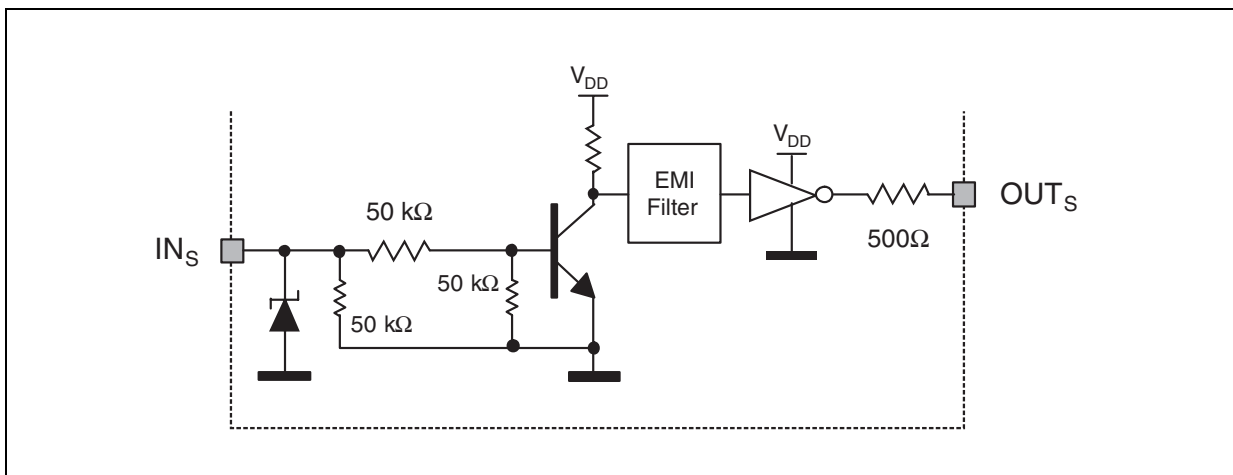 V_DD
V_DD
EMI
Filter
50 kΩ
IN_S
50 kΩ
50 kΩ
500Ω
OUT_S